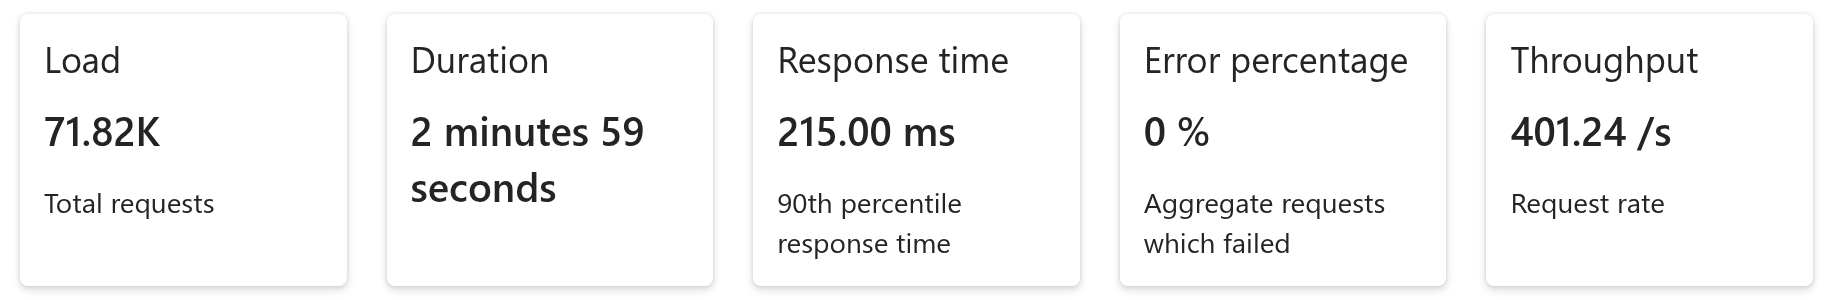 Load
71.82K
Total requests
Duration
2 minutes 59
seconds
Response time
215.00 ms
90th percentile
response time
Error percentage
0 %
Aggregate requests
which failed
Throughput
401.24 /s
Request rate